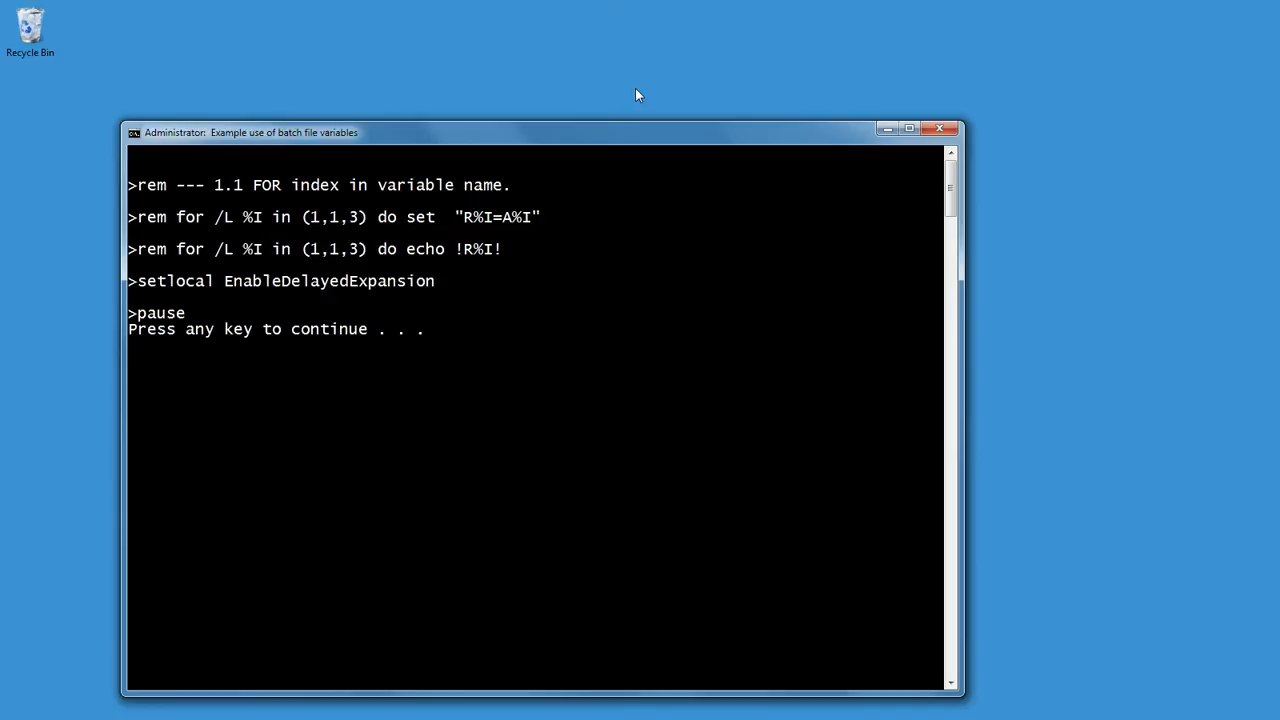 Recycle Bin
Administrator:  Example use of batch file variables
>rem --- 1.1 FOR index in variable name.
>rem for /L %I in (1,1,3) do set  "R%I=A%I"
>rem for /L %I in (1,1,3) do echo !R%I!
>setlocal EnableDelayedExpansion
>pause
Press any key to continue . . .